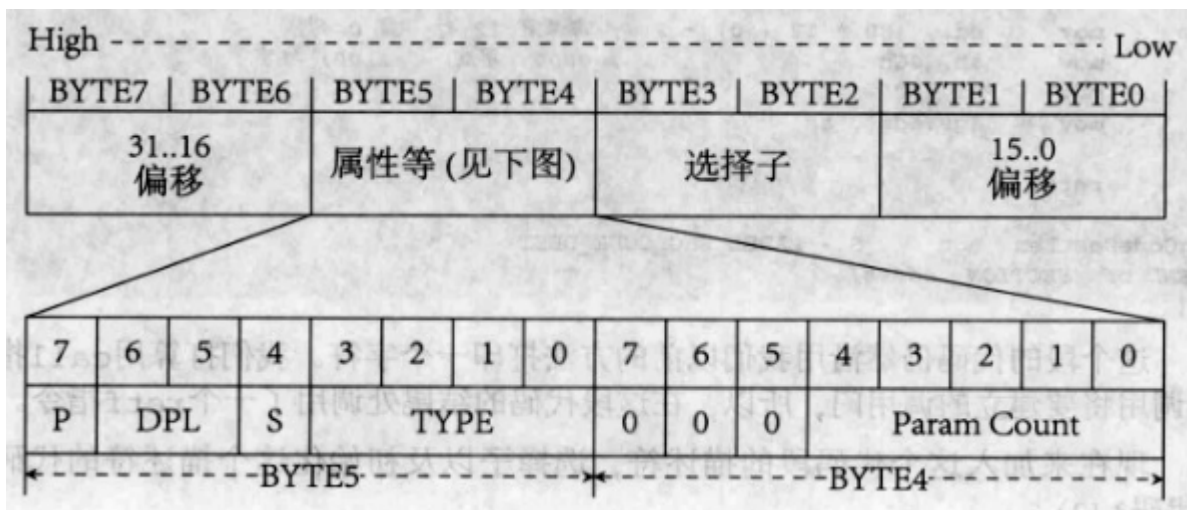 High Low
BYTE7 BYTE6 BYTE5 BYTE4 BYTE3 BYTE2 BYTE1 BYTE0
31..16
偏移
属性等 (见下图)
选择子
15..0
偏移
7 6 5 4 3 2 1 0 7 6 5 4 3 2 1 0
P DPL S TYPE 0 0 0 Param Count
BYTE5 BYTE4